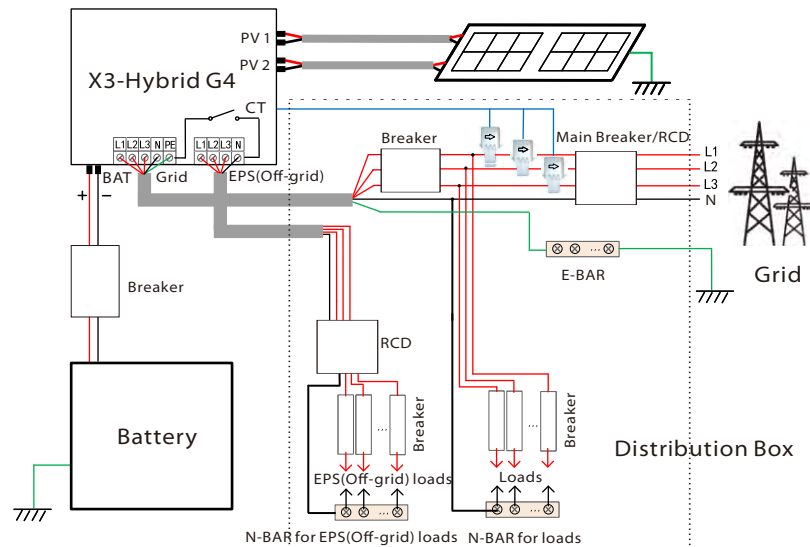 PV 1
X3-Hybrid G4
PV 2
CT
L1 L2 L3 N PE
L1 L2 L3 N
BAT
Grid
EPS(Off-grid)
+
−
Breaker
Main Breaker/RCD
L1
L2
L3
N
E-BAR
Grid
Breaker
RCD
Battery
...
Breaker
...
Breaker
Distribution Box
EPS(Off-grid) loads
Loads
...
...
N-BAR for EPS(Off-grid) loads
N-BAR for loads